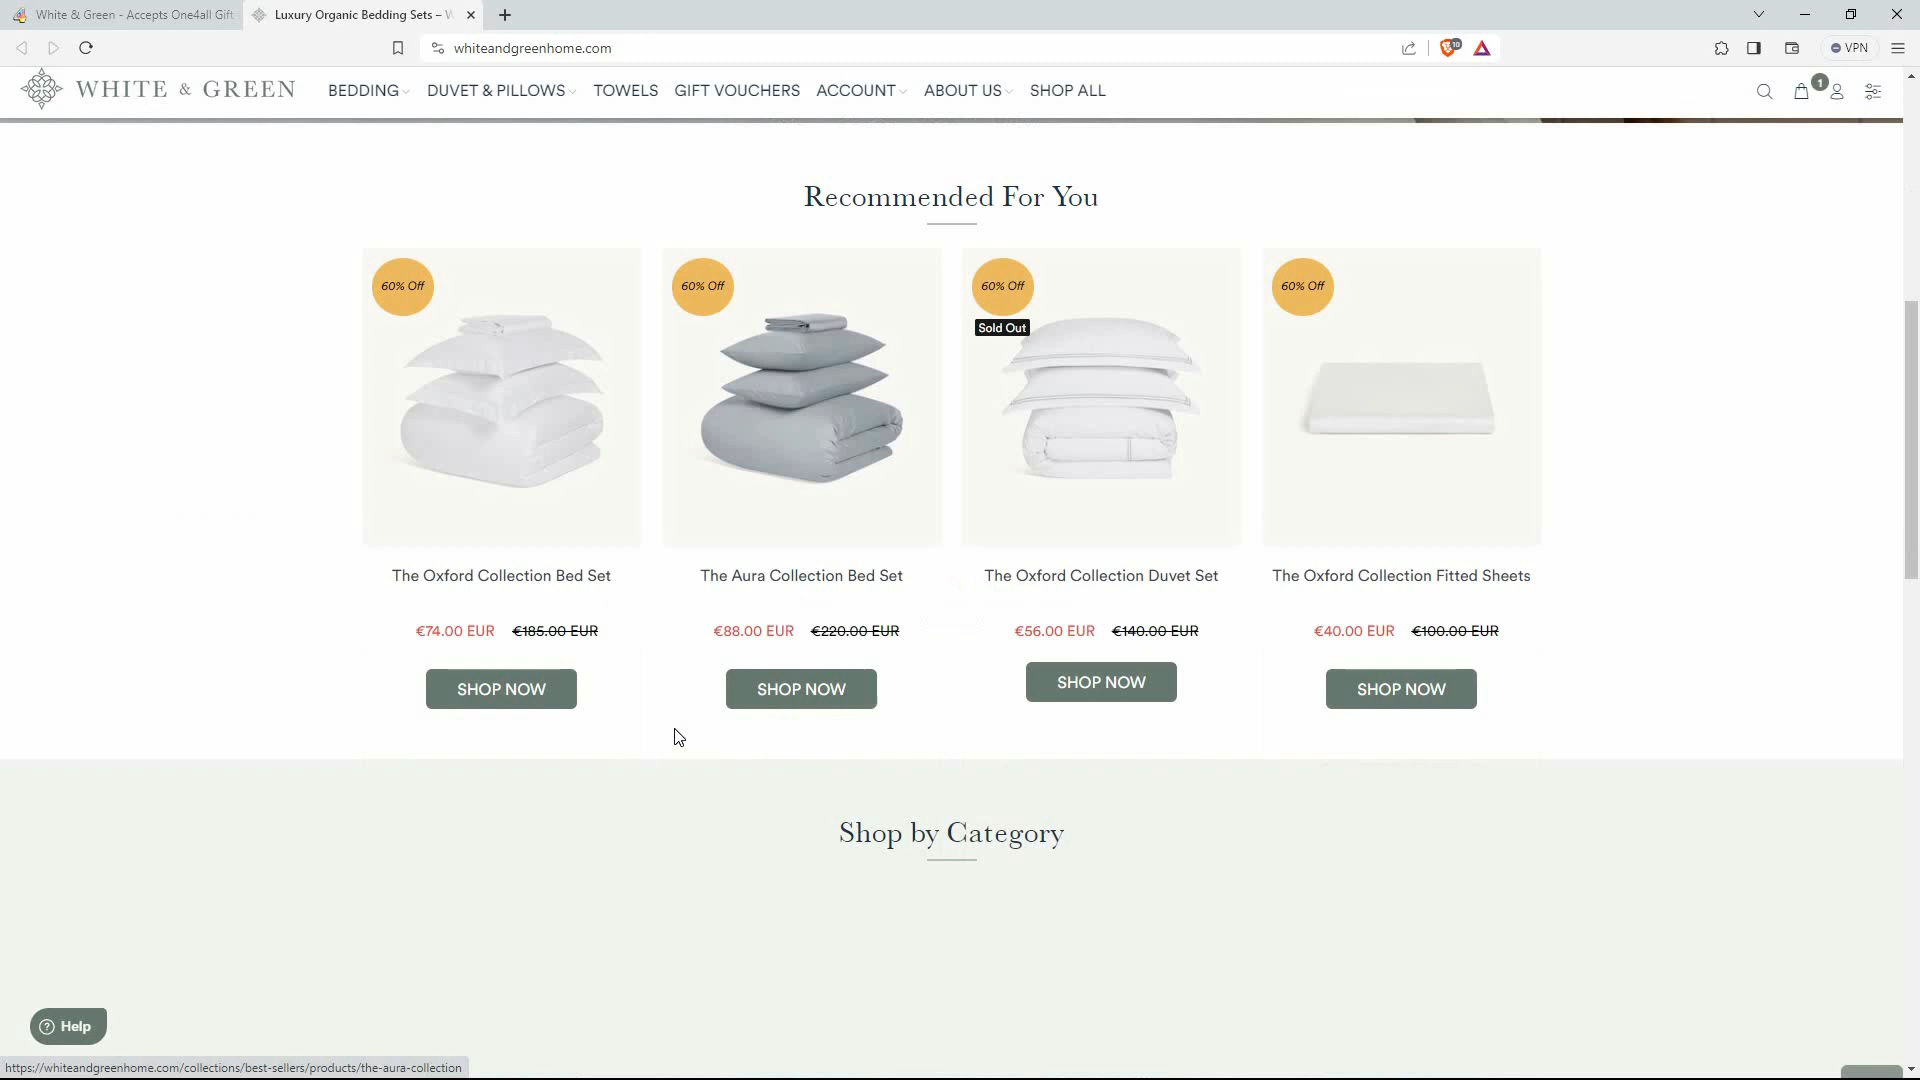 White & Green - Accepts One4all Gift
Luxury Organic Bedding Sets – W
whiteandgreenhome.com
10
VPN
WHITE & GREEN
BEDDING
DUVET & PILLOWS
TOWELS
GIFT VOUCHERS
ACCOUNT
ABOUT US
SHOP ALL
1
Recommended For You
60% Off
60% Off
60% Off
60% Off
Sold Out
The Oxford Collection Bed Set
The Aura Collection Bed Set
The Oxford Collection Duvet Set
The Oxford Collection Fitted Sheets
€74.00 EUR €185.00 EUR
€88.00 EUR €220.00 EUR
€56.00 EUR €140.00 EUR
€40.00 EUR €100.00 EUR
SHOP NOW
SHOP NOW
SHOP NOW
SHOP NOW
Shop by Category
Help
https://whiteandgreenhome.com/collections/best-sellers/products/the-aura-collection